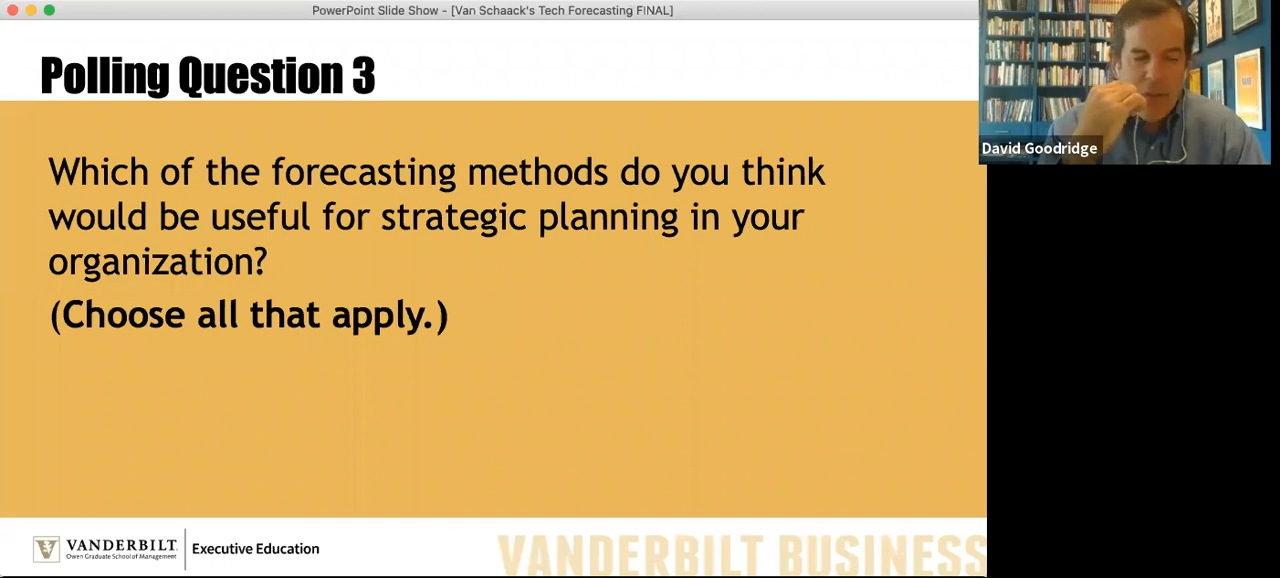 PowerPoint Slide Show - [Van Schaack's Tech Forecasting FINAL]
Polling Question 3
David Goodridge
Which of the forecasting methods do you think
would be useful for strategic planning in your
organization?
(Choose all that apply.)
VANDERBILT
Owen Graduate School of Management
Executive Education
VANDERBILT BUSINESS